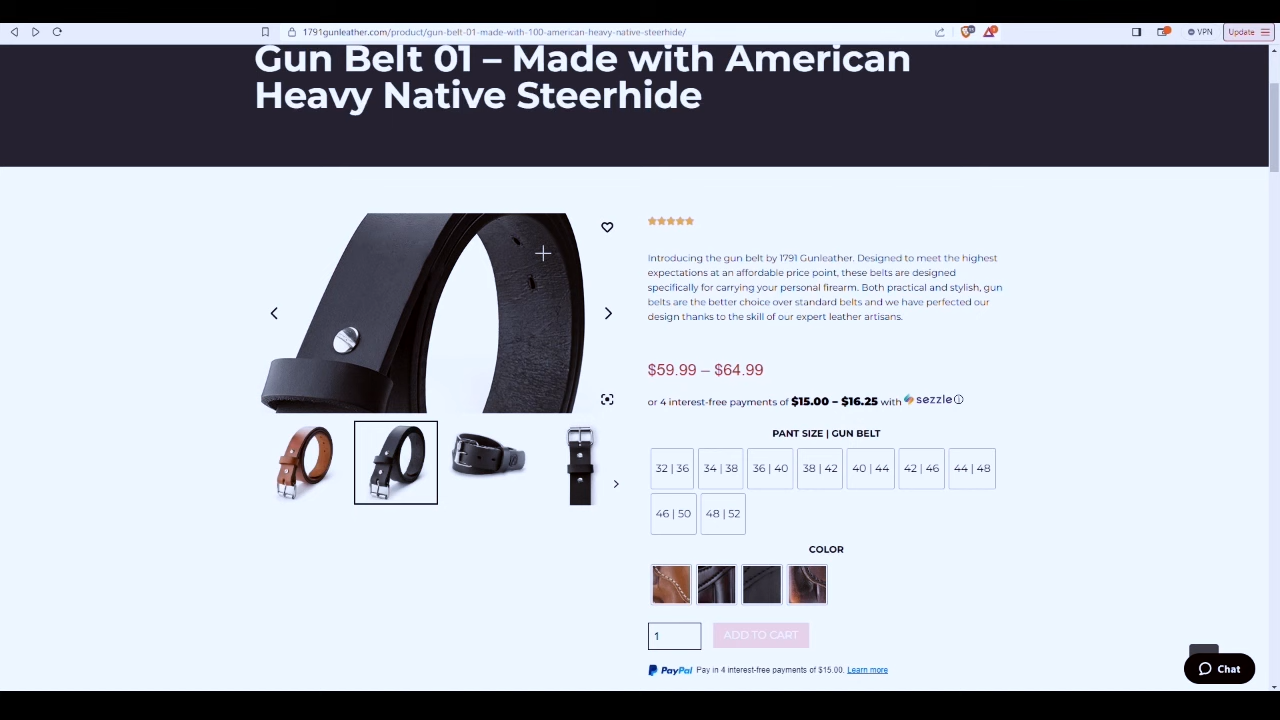 1791gunleather.com/product/gun-belt-01-made-with-100-american-heavy-native-steerhide/
VPN
Update
Gun Belt 01 – Made with American
Heavy Native Steerhide
Introducing the gun belt by 1791 Gunleather. Designed to meet the highest
expectations at an affordable price point, these belts are designed
specifically for carrying your personal firearm. Both practical and stylish, gun
belts are the better choice over standard belts and we have perfected our
design thanks to the skill of our expert leather artisans.
$59.99 – $64.99
or 4 interest-free payments of $15.00 – $16.25 with sezzle
PANT SIZE | GUN BELT
32 | 36 34 | 38 36 | 40 38 | 42 40 | 44 42 | 46 44 | 48
46 | 50 48 | 52
COLOR
1 ADD TO CART
PayPal Pay in 4 interest-free payments of $15.00. Learn more
Chat